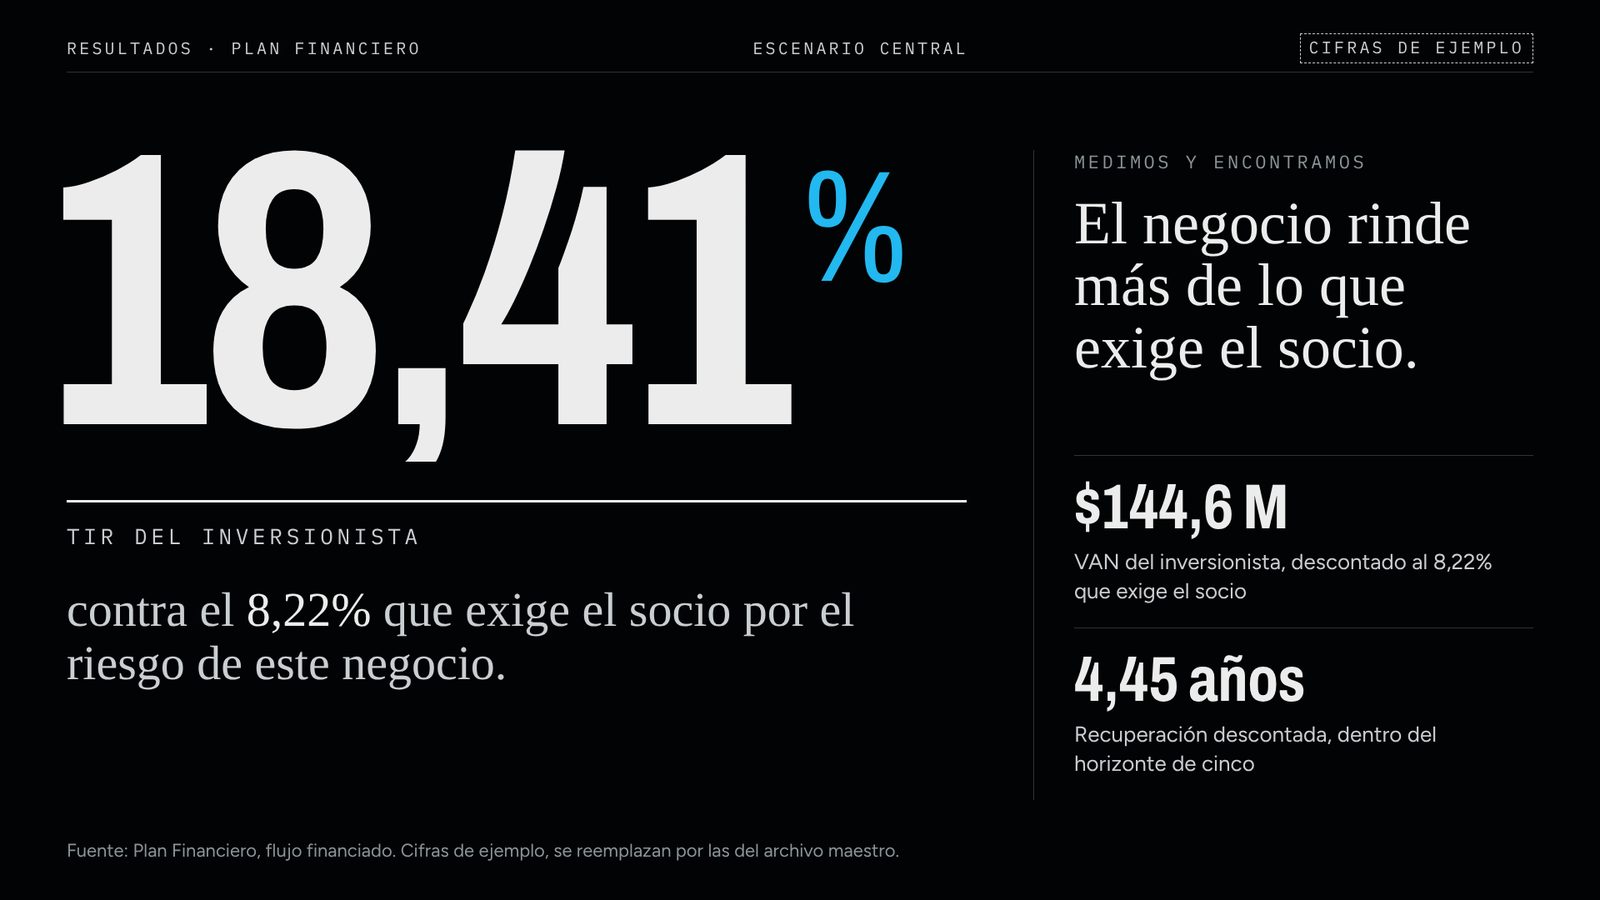 RESULTADOS · PLAN FINANCIERO
ESCENARIO CENTRAL
CIFRAS DE EJEMPLO
18,41%
TIR DEL INVERSIONISTA
contra el 8,22% que exige el socio por el
riesgo de este negocio.
MEDIMOS Y ENCONTRAMOS
El negocio rinde
más de lo que
exige el socio.
$144,6 M
VAN del inversionista, descontado al 8,22%
que exige el socio
4,45 años
Recuperación descontada, dentro del
horizonte de cinco
Fuente: Plan Financiero, flujo financiado. Cifras de ejemplo, se reemplazan por las del archivo maestro.